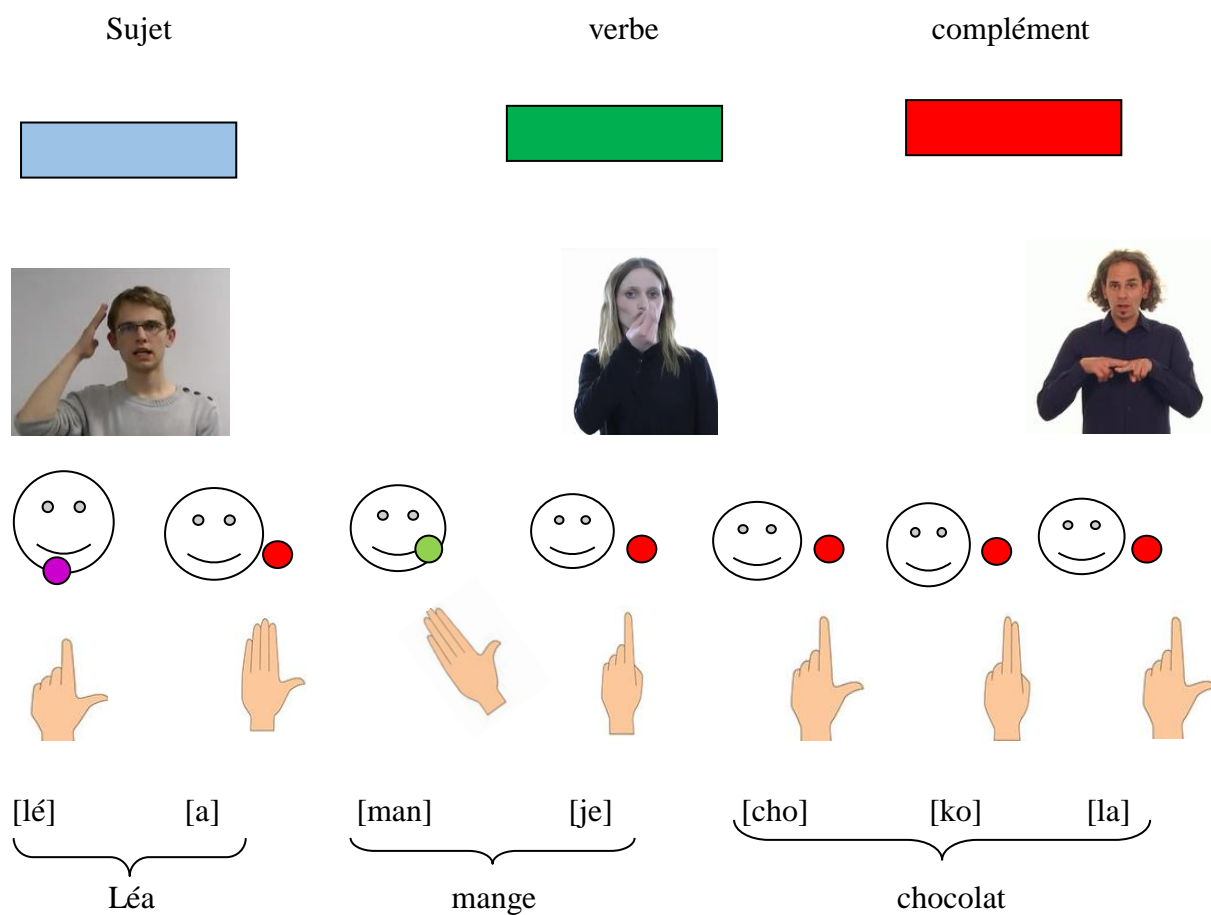 Sujet verbe complément
[lé] [a] [man] [je] [cho] [ko] [la]
Léa mange chocolat